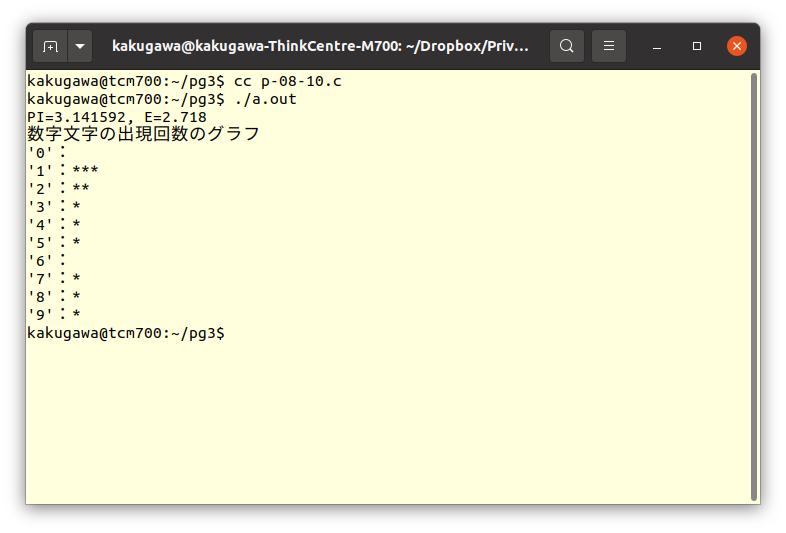 kakugawa@kakugawa-ThinkCentre-M700: ~/Dropbox/Priv...
kakugawa@tcm700:~/pg3$ cc p-08-10.c
kakugawa@tcm700:~/pg3$ ./a.out
PI=3.141592, E=2.718
数字文字の出現回数のグラフ
'0'：
'1'：***
'2'：**
'3'：*
'4'：*
'5'：*
'6'：
'7'：*
'8'：*
'9'：*
kakugawa@tcm700:~/pg3$